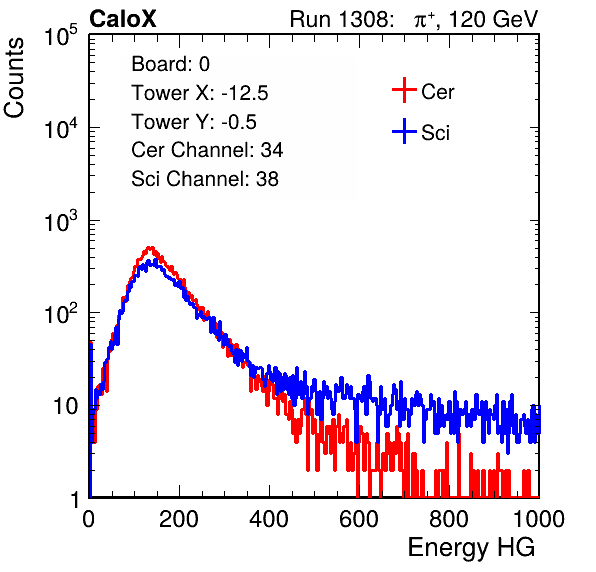 CaloX Run 1308: π⁺, 120 GeV
Counts
10⁵
10⁴
10³
10²
10
1
Board: 0
Tower X: -12.5
Tower Y: -0.5
Cer Channel: 34
Sci Channel: 38
Cer
Sci
0 200 400 600 800 1000
Energy HG